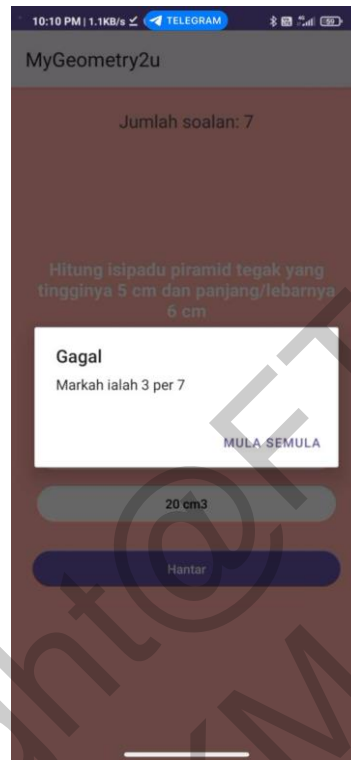 10:10 PM | 1.1KB/s TELEGRAM 59
MyGeometry2u
Jumlah soalan: 7
Hitung isipadu piramid tegak yang
tingginya 5 cm dan panjang/lebarnya
6 cm
Gagal
Markah ialah 3 per 7
MULA SEMULA
20 cm3
Hantar